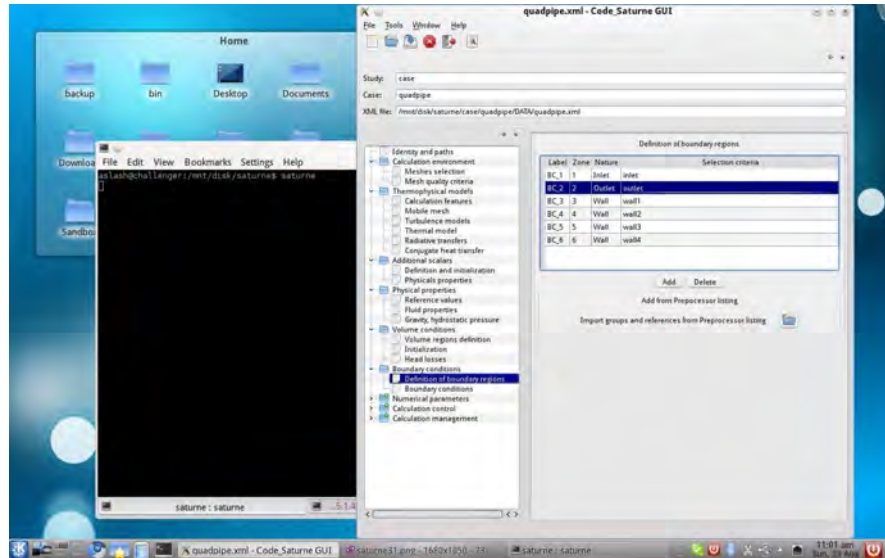 Home
backup
bin
Desktop
Documents
Sandbo
File Edit View Bookmarks Settings Help
aslash@challenger:/mnt/disk/saturne$ saturne
saturne : saturne
quadpipe.xml - Code_Saturne GUI
File Tools Window Help
Study: case
Case: quadpipe
XML file: /mnt/disk/saturne/case/quadpipe/DATA/quadpipe.xml
Identity and paths
Calculation environment
Meshes selection
Mesh quality criteria
Thermophysical models
Calculation features
Mobile mesh
Turbulence models
Thermal model
Radiative transfers
Conjugate heat transfer
Additional scalars
Definition and initialization
Physicals properties
Physical properties
Reference values
Fluid properties
Gravity, hydrostatic pressure
Volume conditions
Volume regions definition
Initialization
Head losses
Boundary conditions
Definition of boundary regions
Boundary conditions
Numerical parameters
Calculation control
Calculation management
Definition of boundary regions
Label Zone Nature Selection criteria
BC_1 1 Inlet inlet
BC_2 2 Outlet outlet
BC_3 3 Wall wall1
BC_4 4 Wall wall2
BC_5 5 Wall wall3
BC_6 6 Wall wall4
Add Delete
Add from Preprocessor listing
Import groups and references from Preprocessor listing
quadpipe.xml - Code_Saturne GUI
saturne31.png - 1680x1050 - 73
saturne : saturne
11:01 am